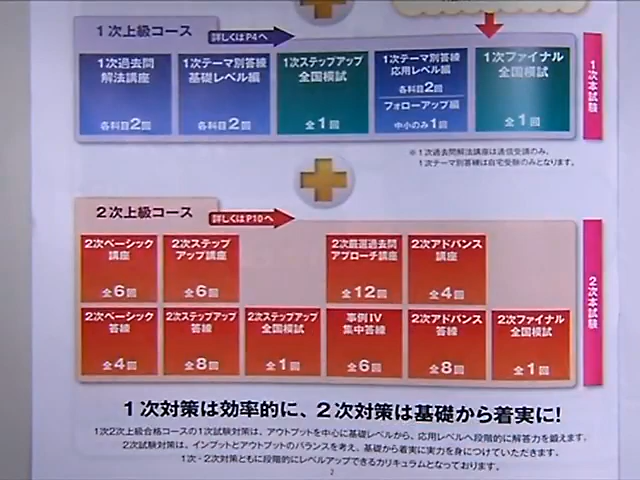 1次上級コース
詳しくはP4へ
1次過去問
解法講座
各科目2回
1次テーマ別答練
基礎レベル編
各科目2回
1次ステップアップ
全国模試
全1回
1次テーマ別答練
応用レベル編
各科目2回
フォローアップ編
中小のみ1回
1次ファイナル
全国模試
全1回
1次本試験
※1次過去問解法講座は通信受講のみ、
1次テーマ別答練は自宅受験のみとなります。
2次上級コース
詳しくはP10へ
2次ベーシック
講座
全6回
2次ステップ
アップ講座
全6回
2次厳選過去問
アプローチ講座
全12回
2次アドバンス
講座
全4回
2次ベーシック
答練
全4回
2次ステップアップ
答練
全8回
2次ステップアップ
全国模試
全1回
事例Ⅳ
集中答練
全6回
2次アドバンス
答練
全8回
2次ファイナル
全国模試
全1回
2次本試験
1次対策は効率的に、2次対策は基礎から着実に!
1次2次上級合格コースの1次試験対策は、アウトプットを中心に基礎レベルから、応用レベルへ段階的に解答力を鍛えます。
2次試験対策は、インプットとアウトプットのバランスを考え、基礎から着実に実力を身につけていただきます。
1次・2次対策ともに段階的にレベルアップできるカリキュラムとなっております。
2